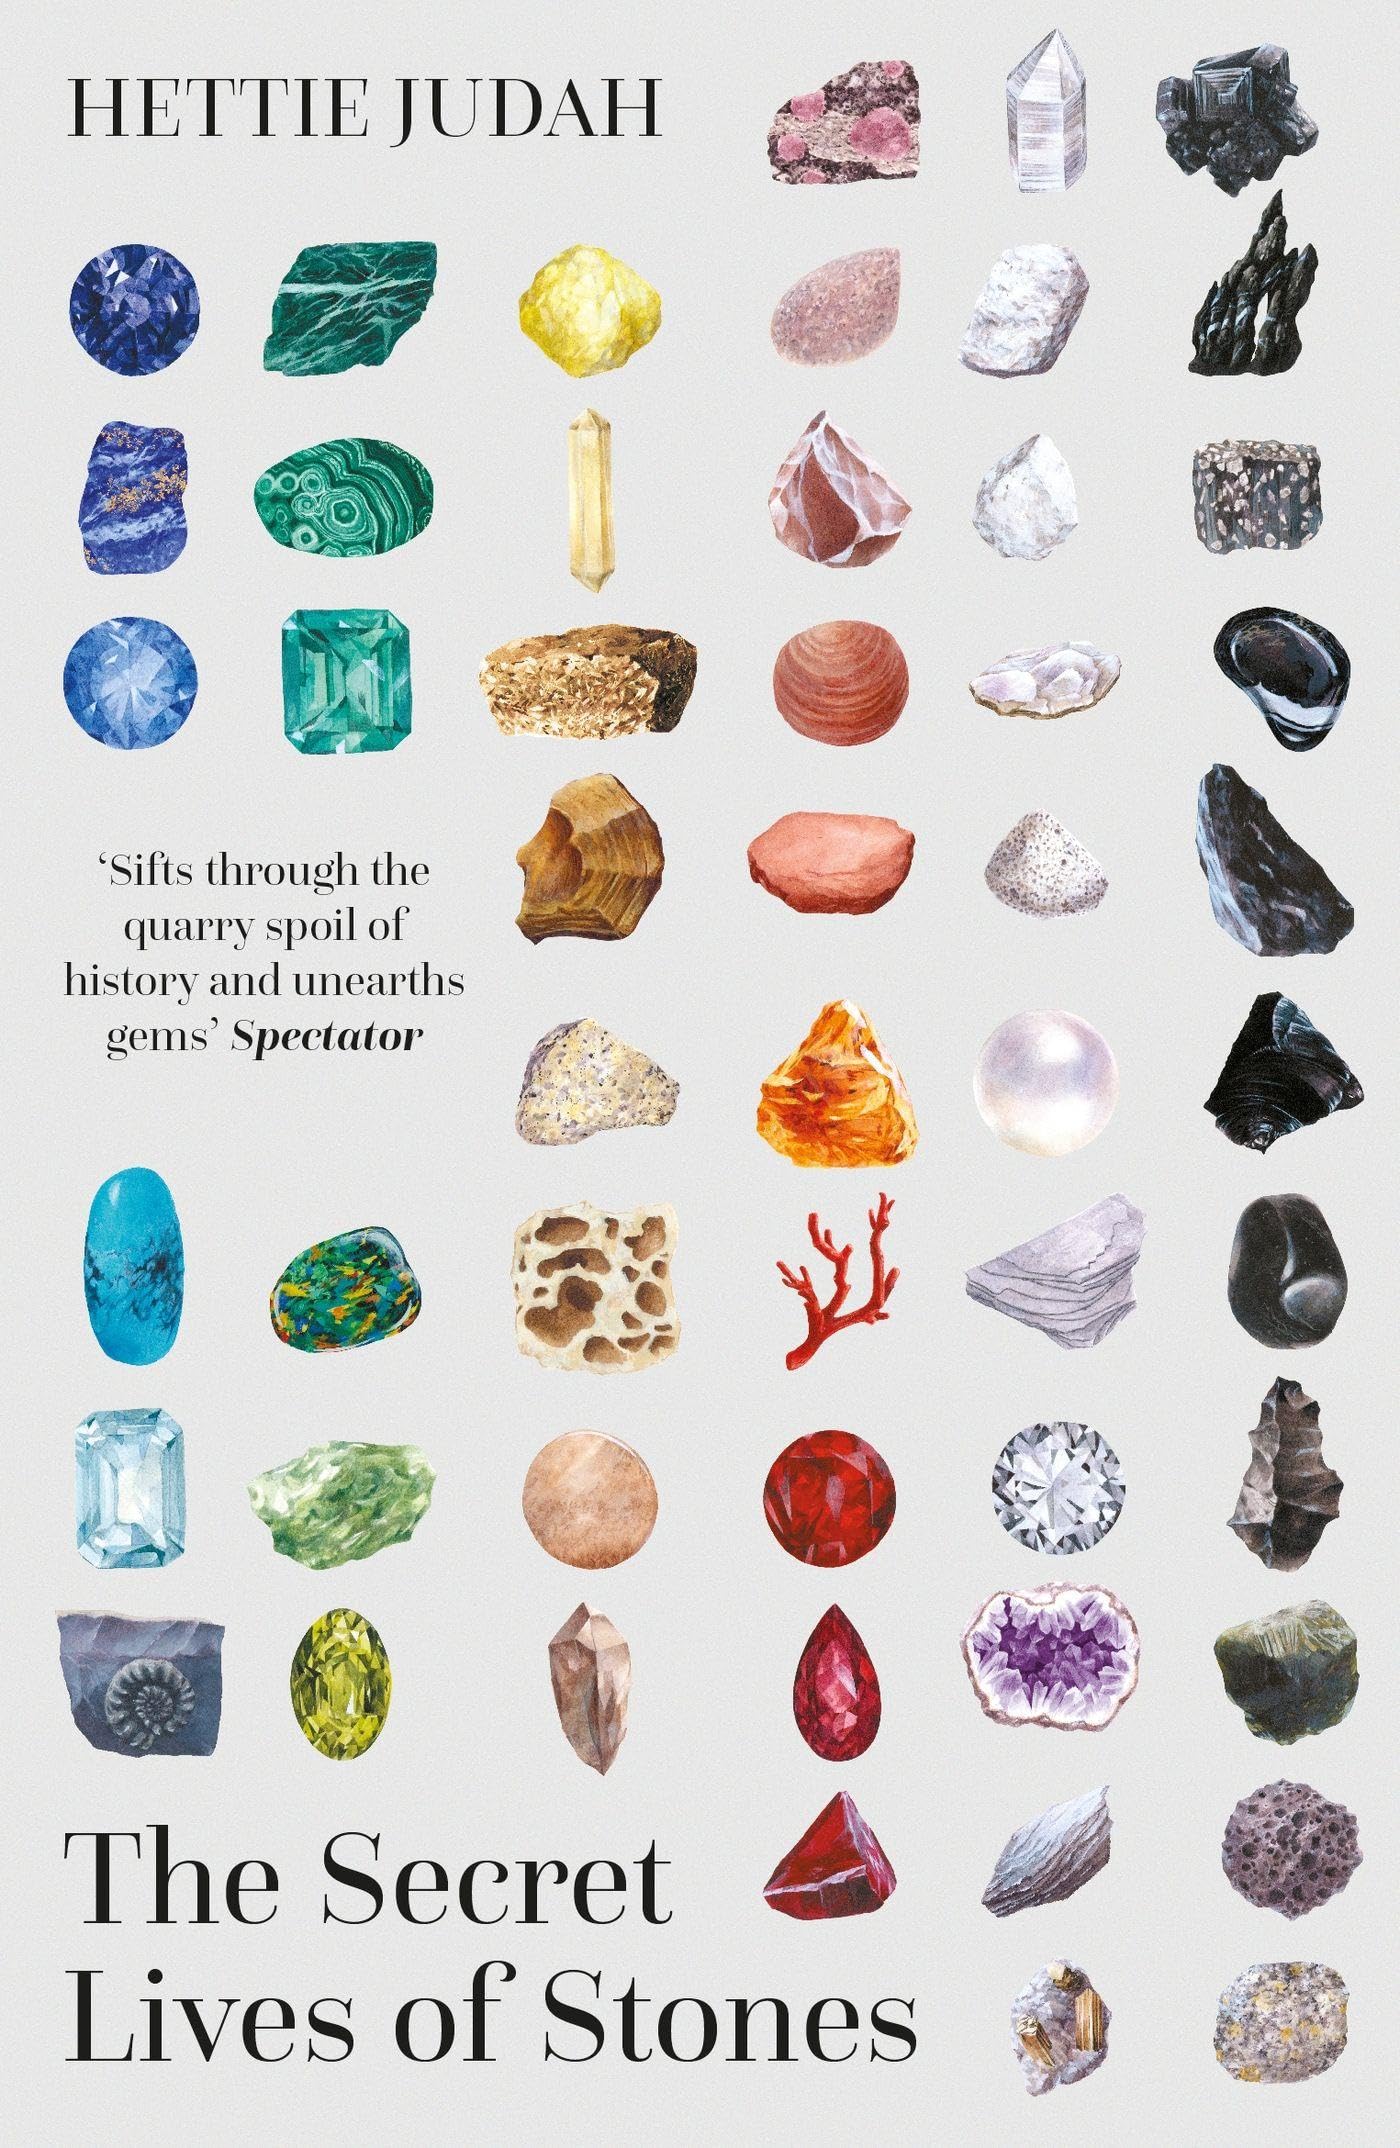 HETTIE JUDAH
‘Sifts through the
quarry spoil of
history and unearths
gems’ Spectator
The Secret
Lives of Stones